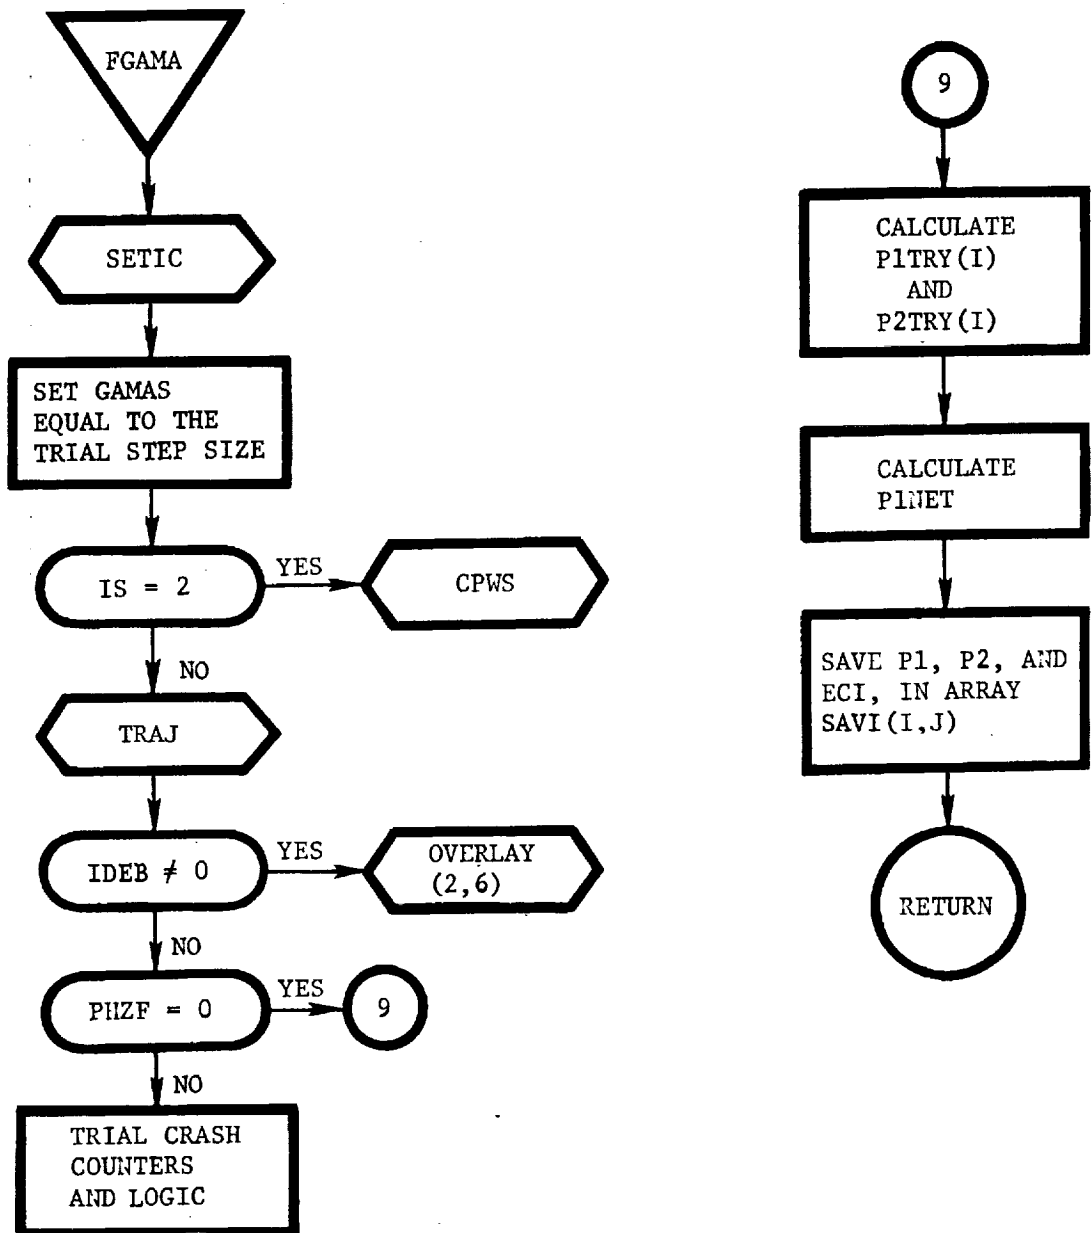 FGAMA
SETIC
SET GAMAS
EQUAL TO THE
TRIAL STEP SIZE
IS = 2
YES
CPWS
NO
TRAJ
IDEB ≠ 0
YES
OVERLAY
(2,6)
NO
PHZF = 0
YES
9
NO
TRIAL CRASH
COUNTERS
AND LOGIC
9
CALCULATE
P1TRY(I)
AND
P2TRY(I)
CALCULATE
P1NET
SAVE P1, P2, AND
ECI, IN ARRAY
SAVI(I,J)
RETURN